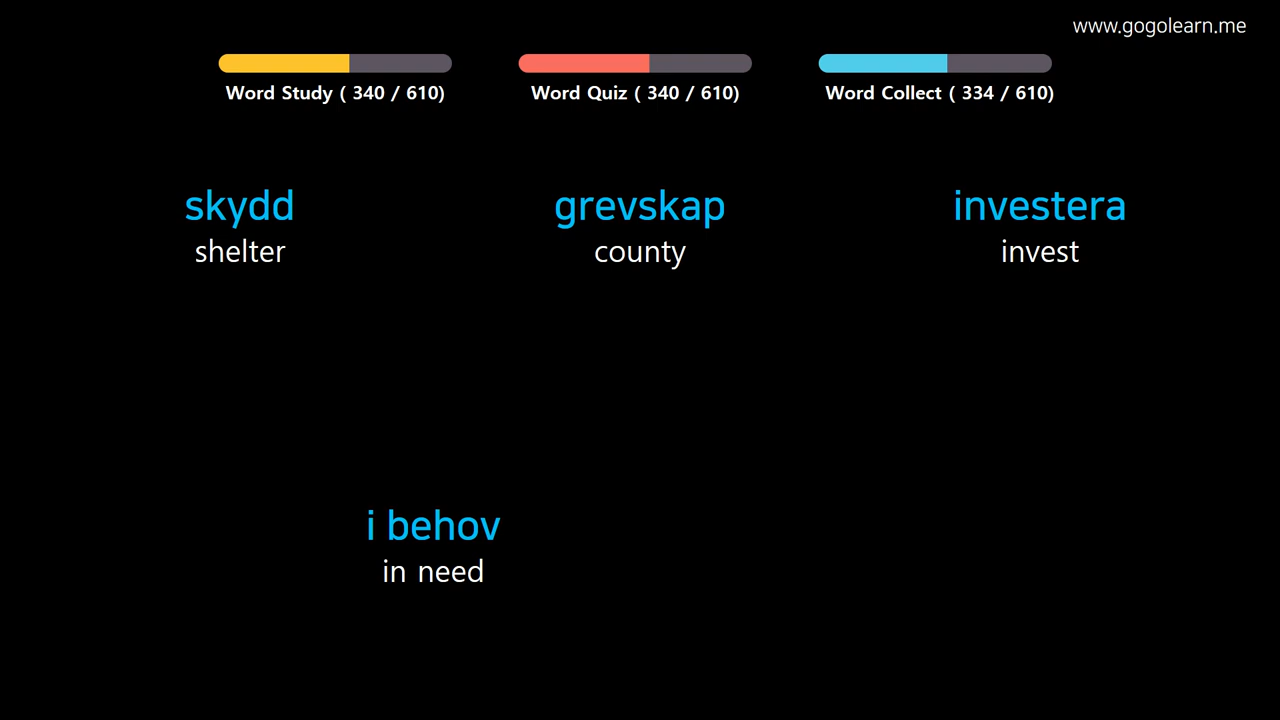 www.gogolearn.me
Word Study ( 340 / 610)
Word Quiz ( 340 / 610)
Word Collect ( 334 / 610)
skydd
shelter
grevskap
county
investera
invest
i behov
in need